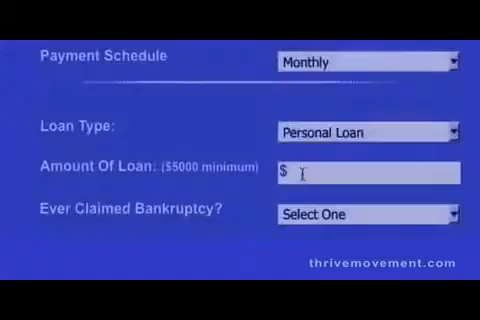 Payment Schedule Monthly
Loan Type: Personal Loan
Amount Of Loan: ($5000 minimum) $
Ever Claimed Bankruptcy? Select One
thrivemovement.com